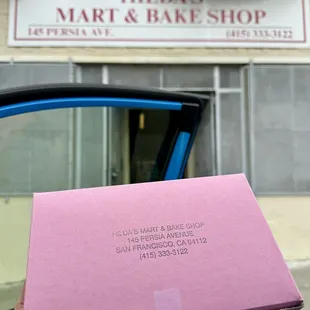 HILDA'S
MART & BAKE SHOP
145 PERSIA AVE. (415) 333-3122
HILDA'S MART & BAKE SHOP
145 PERSIA AVENUE
SAN FRANCISCO, CA 94112
(415) 333-3122